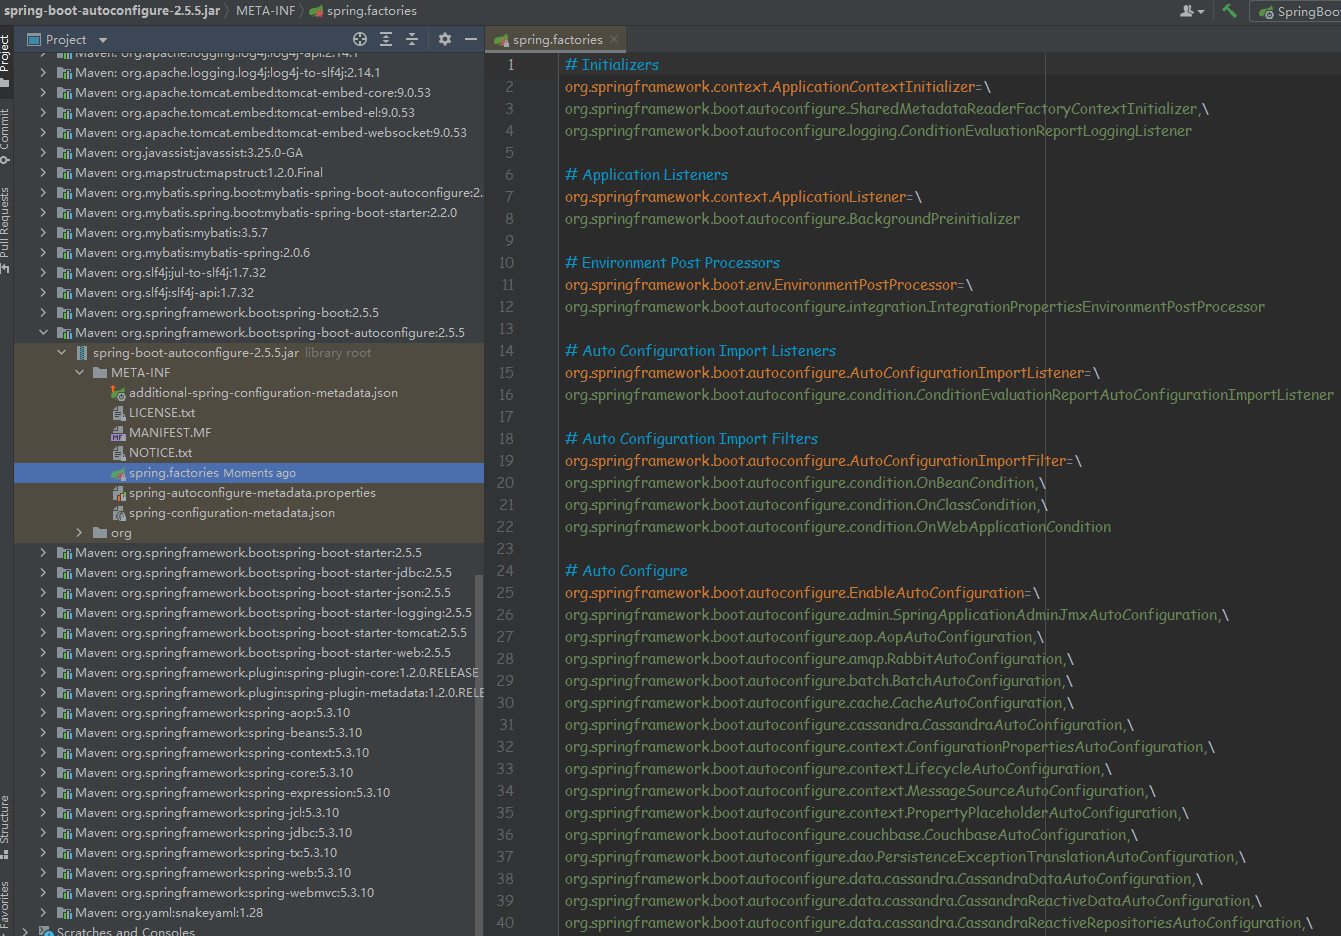 spring-boot-autoconfigure-2.5.5.jar › META-INF › spring.factories
SpringBoo
Project
Commit
Pull Requests
Structure
Favorites
Project
Maven: org.apache.logging.log4j:log4j-api:2.14.1
Maven: org.apache.logging.log4j:log4j-to-slf4j:2.14.1
Maven: org.apache.tomcat.embed:tomcat-embed-core:9.0.53
Maven: org.apache.tomcat.embed:tomcat-embed-el:9.0.53
Maven: org.apache.tomcat.embed:tomcat-embed-websocket:9.0.53
Maven: org.javassist:javassist:3.25.0-GA
Maven: org.mapstruct:mapstruct:1.2.0.Final
Maven: org.mybatis.spring.boot:mybatis-spring-boot-autoconfigure:2.
Maven: org.mybatis.spring.boot:mybatis-spring-boot-starter:2.2.0
Maven: org.mybatis:mybatis:3.5.7
Maven: org.mybatis:mybatis-spring:2.0.6
Maven: org.slf4j:jul-to-slf4j:1.7.32
Maven: org.slf4j:slf4j-api:1.7.32
Maven: org.springframework.boot:spring-boot:2.5.5
Maven: org.springframework.boot:spring-boot-autoconfigure:2.5.5
spring-boot-autoconfigure-2.5.5.jar library root
META-INF
additional-spring-configuration-metadata.json
LICENSE.txt
MANIFEST.MF
NOTICE.txt
spring.factories Moments ago
spring-autoconfigure-metadata.properties
spring-configuration-metadata.json
org
Maven: org.springframework.boot:spring-boot-starter:2.5.5
Maven: org.springframework.boot:spring-boot-starter-jdbc:2.5.5
Maven: org.springframework.boot:spring-boot-starter-json:2.5.5
Maven: org.springframework.boot:spring-boot-starter-logging:2.5.5
Maven: org.springframework.boot:spring-boot-starter-tomcat:2.5.5
Maven: org.springframework.boot:spring-boot-starter-web:2.5.5
Maven: org.springframework.plugin:spring-plugin-core:1.2.0.RELEASE
Maven: org.springframework.plugin:spring-plugin-metadata:1.2.0.RELE
Maven: org.springframework:spring-aop:5.3.10
Maven: org.springframework:spring-beans:5.3.10
Maven: org.springframework:spring-context:5.3.10
Maven: org.springframework:spring-core:5.3.10
Maven: org.springframework:spring-expression:5.3.10
Maven: org.springframework:spring-jcl:5.3.10
Maven: org.springframework:spring-jdbc:5.3.10
Maven: org.springframework:spring-tx:5.3.10
Maven: org.springframework:spring-web:5.3.10
Maven: org.springframework:spring-webmvc:5.3.10
Maven: org.yaml:snakeyaml:1.28
Scratches and Consoles
spring.factories
1 # Initializers
2 org.springframework.context.ApplicationContextInitializer=\
3 org.springframework.boot.autoconfigure.SharedMetadataReaderFactoryContextInitializer,\
4 org.springframework.boot.autoconfigure.logging.ConditionEvaluationReportLoggingListener
5
6 # Application Listeners
7 org.springframework.context.ApplicationListener=\
8 org.springframework.boot.autoconfigure.BackgroundPreinitializer
9
10 # Environment Post Processors
11 org.springframework.boot.env.EnvironmentPostProcessor=\
12 org.springframework.boot.autoconfigure.integration.IntegrationPropertiesEnvironmentPostProcessor
13
14 # Auto Configuration Import Listeners
15 org.springframework.boot.autoconfigure.AutoConfigurationImportListener=\
16 org.springframework.boot.autoconfigure.condition.ConditionEvaluationReportAutoConfigurationImportListener
17
18 # Auto Configuration Import Filters
19 org.springframework.boot.autoconfigure.AutoConfigurationImportFilter=\
20 org.springframework.boot.autoconfigure.condition.OnBeanCondition,\
21 org.springframework.boot.autoconfigure.condition.OnClassCondition,\
22 org.springframework.boot.autoconfigure.condition.OnWebApplicationCondition
23
24 # Auto Configure
25 org.springframework.boot.autoconfigure.EnableAutoConfiguration=\
26 org.springframework.boot.autoconfigure.admin.SpringApplicationAdminJmxAutoConfiguration,\
27 org.springframework.boot.autoconfigure.aop.AopAutoConfiguration,\
28 org.springframework.boot.autoconfigure.amqp.RabbitAutoConfiguration,\
29 org.springframework.boot.autoconfigure.batch.BatchAutoConfiguration,\
30 org.springframework.boot.autoconfigure.cache.CacheAutoConfiguration,\
31 org.springframework.boot.autoconfigure.cassandra.CassandraAutoConfiguration,\
32 org.springframework.boot.autoconfigure.context.ConfigurationPropertiesAutoConfiguration,\
33 org.springframework.boot.autoconfigure.context.LifecycleAutoConfiguration,\
34 org.springframework.boot.autoconfigure.context.MessageSourceAutoConfiguration,\
35 org.springframework.boot.autoconfigure.context.PropertyPlaceholderAutoConfiguration,\
36 org.springframework.boot.autoconfigure.couchbase.CouchbaseAutoConfiguration,\
37 org.springframework.boot.autoconfigure.dao.PersistenceExceptionTranslationAutoConfiguration,\
38 org.springframework.boot.autoconfigure.data.cassandra.CassandraDataAutoConfiguration,\
39 org.springframework.boot.autoconfigure.data.cassandra.CassandraReactiveDataAutoConfiguration,\
40 org.springframework.boot.autoconfigure.data.cassandra.CassandraReactiveRepositoriesAutoConfiguration,\